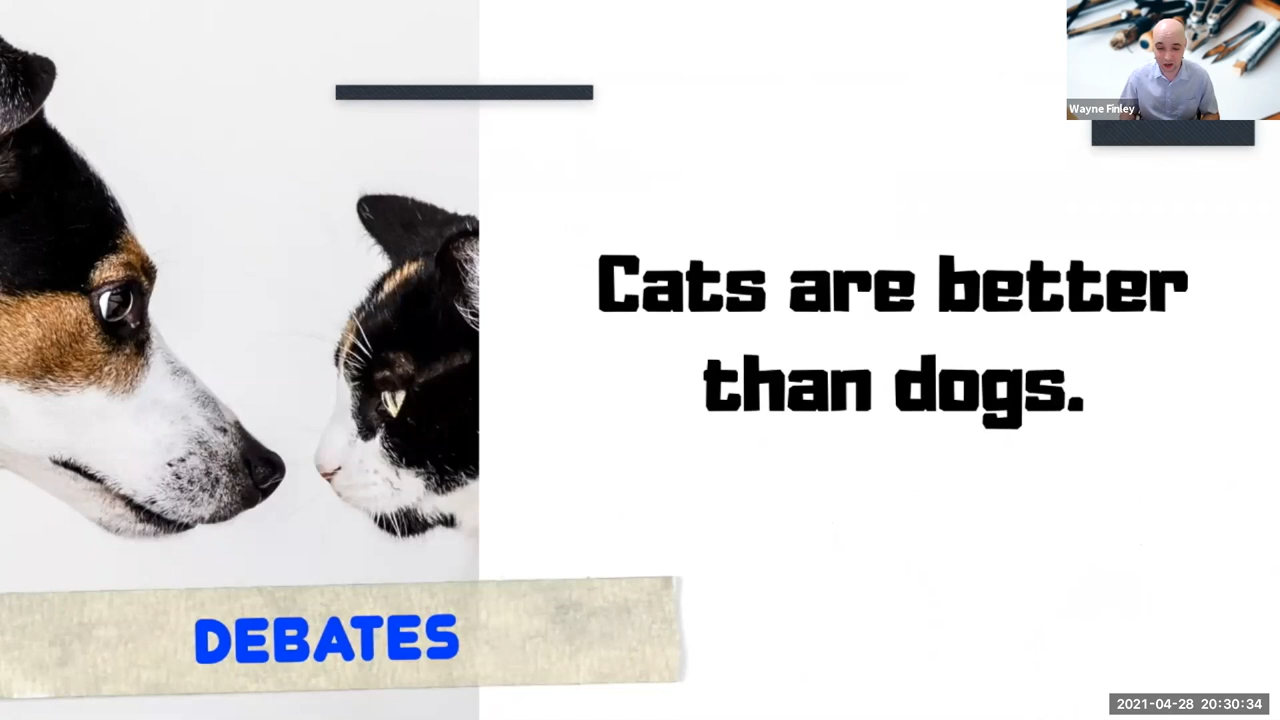 Wayne Finley
Cats are better
than dogs.
DEBATES
2021-04-28 20:30:34